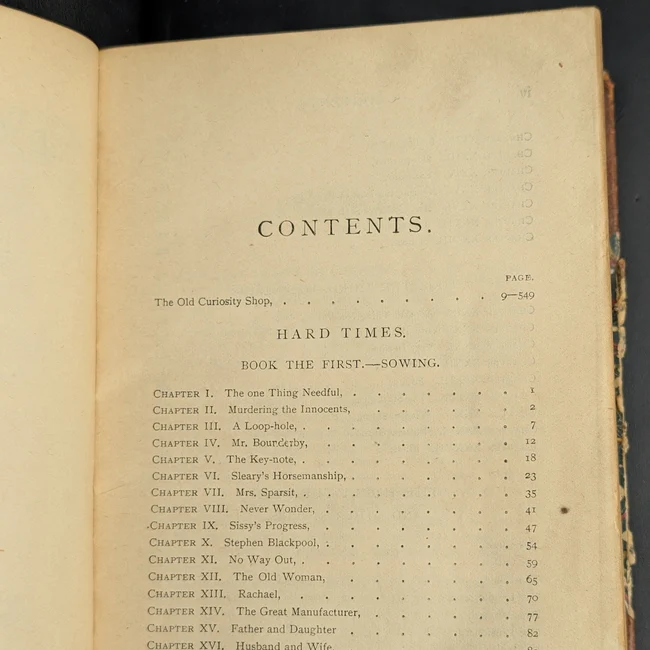 CONTENTS.
PAGE.
The Old Curiosity Shop, . . . . . . . . . 9—549
HARD TIMES.
BOOK THE FIRST.—SOWING.
CHAPTER I. The one Thing Needful, . . . . . . . 1
CHAPTER II. Murdering the Innocents, . . . . . . 2
CHAPTER III. A Loop-hole, . . . . . . . . . 7
CHAPTER IV. Mr. Bounderby, . . . . . . . . 12
CHAPTER V. The Key-note, . . . . . . . . . 18
CHAPTER VI. Sleary's Horsemanship, . . . . . . . 23
CHAPTER VII. Mrs. Sparsit, . . . . . . . . . 35
CHAPTER VIII. Never Wonder, . . . . . . . . 41
CHAPTER IX. Sissy's Progress, . . . . . . . . 47
CHAPTER X. Stephen Blackpool, . . . . . . . . 54
CHAPTER XI. No Way Out, . . . . . . . . . 59
CHAPTER XII. The Old Woman, . . . . . . . 65
CHAPTER XIII. Rachael, . . . . . . . . . 70
CHAPTER XIV. The Great Manufacturer, . . . . . . 77
CHAPTER XV. Father and Daughter . . . . . . . 82
CHAPTER XVI. Husband and Wife